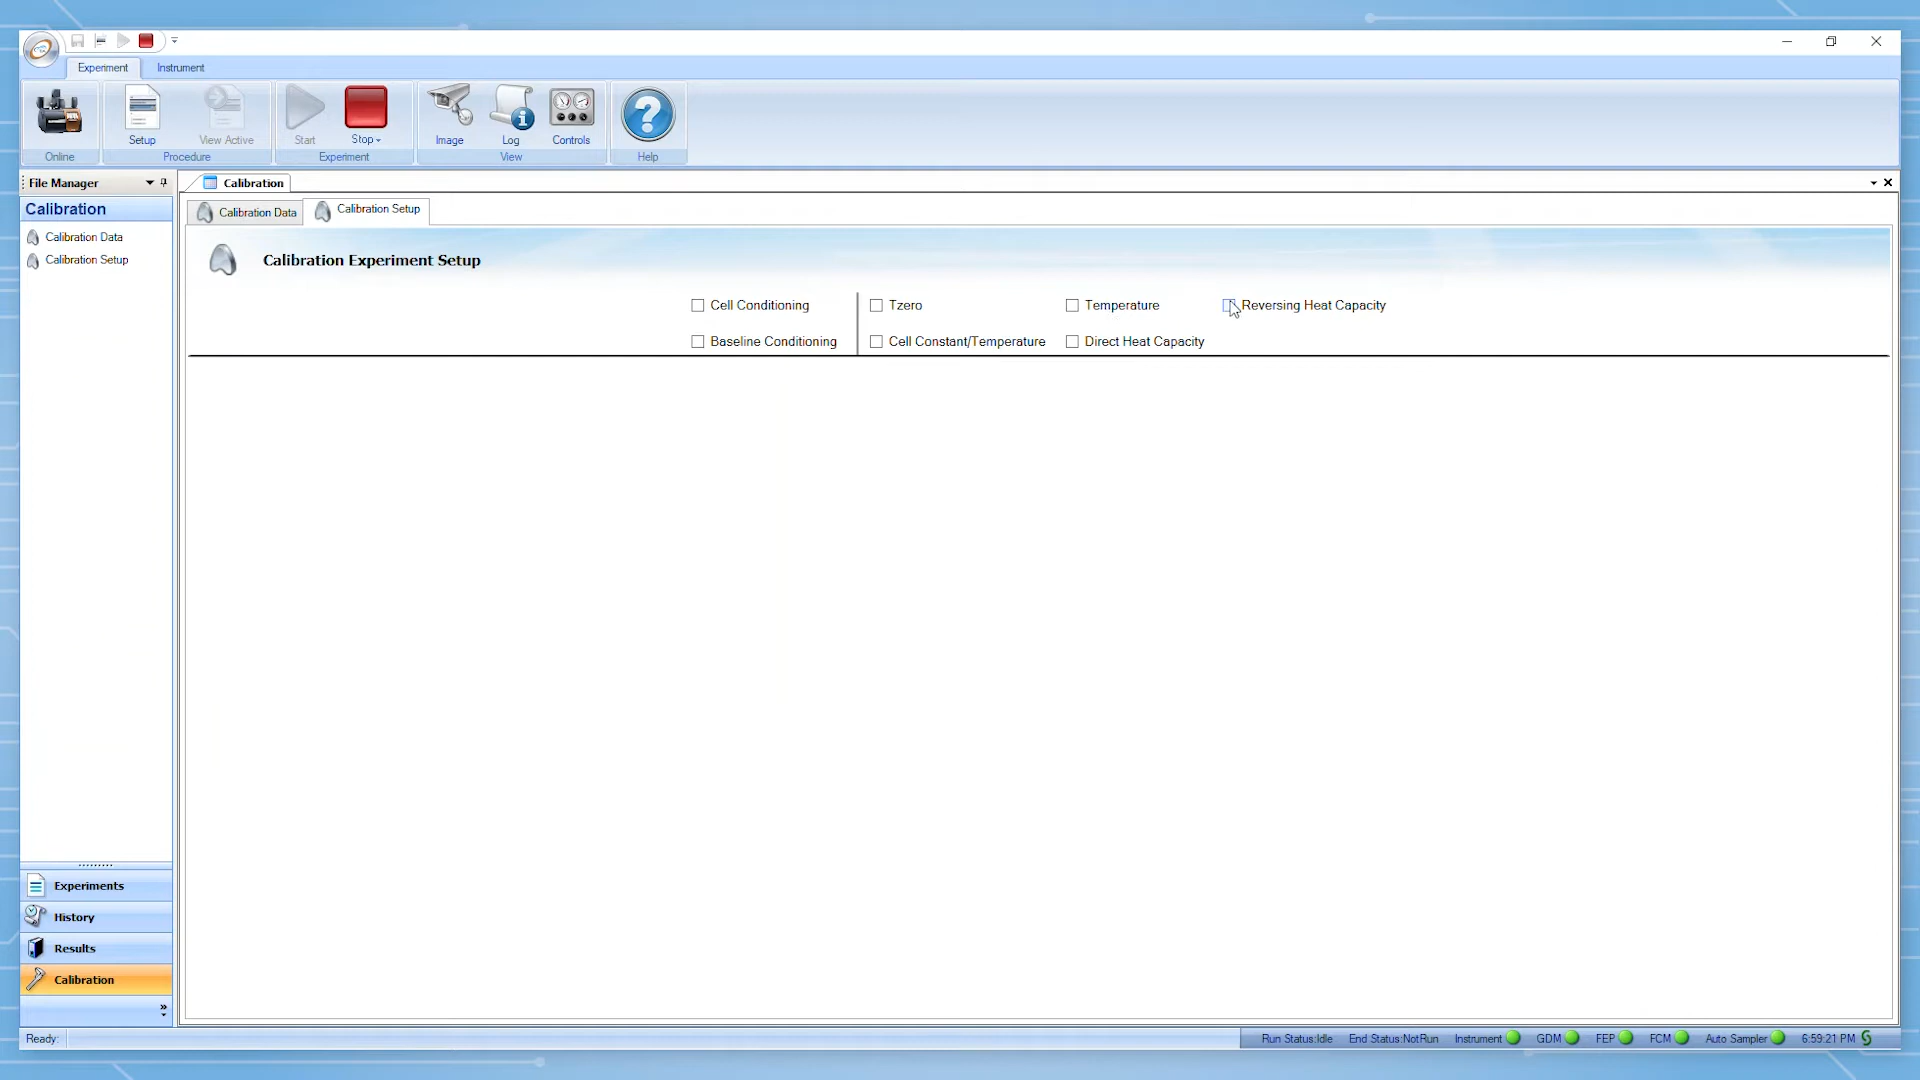 Experiment Instrument
Setup View Active Start Stop Image Log Controls
Online Procedure Experiment View Help
File Manager Calibration
Calibration Calibration Data Calibration Setup
Calibration Data
Calibration Setup
Calibration Experiment Setup
Cell Conditioning Tzero Temperature Reversing Heat Capacity
Baseline Conditioning Cell Constant/Temperature Direct Heat Capacity
Experiments
History
Results
Calibration
Ready: Run Status:Idle End Status:NotRun Instrument GDM FEP FCM Auto Sampler 6:59:21 PM